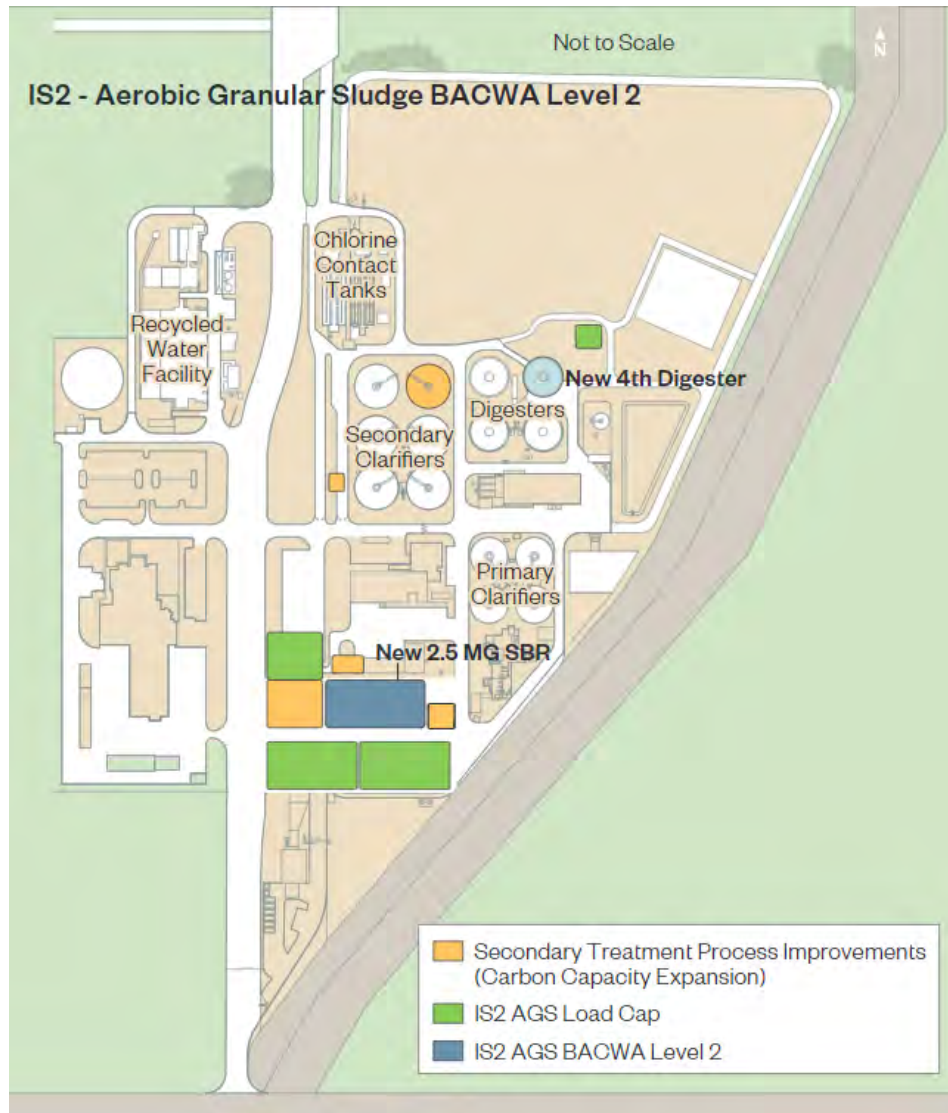 Not to Scale
N
IS2 - Aerobic Granular Sludge BACWA Level 2
Chlorine
Contact
Tanks
Recycled
Water
Facility
New 4th Digester
Digesters
Secondary
Clarifiers
Primary
Clarifiers
New 2.5 MG SBR
Secondary Treatment Process Improvements
(Carbon Capacity Expansion)
IS2 AGS Load Cap
IS2 AGS BACWA Level 2